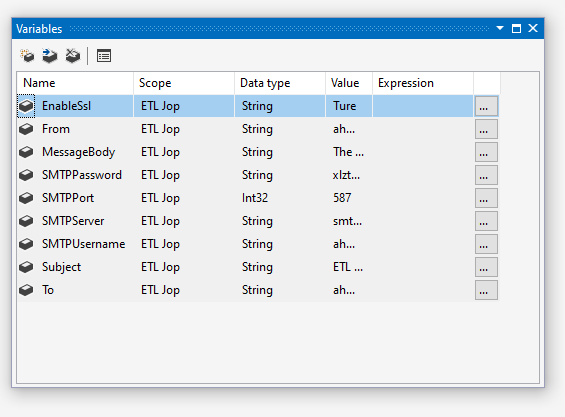 Variables
Name Scope Data type Value Expression
EnableSsl ETL Jop String Ture ...
From ETL Jop String ah... ...
MessageBody ETL Jop String The ... ...
SMTPPassword ETL Jop String xlzt... ...
SMTPPort ETL Jop Int32 587 ...
SMTPServer ETL Jop String smt... ...
SMTPUsername ETL Jop String ah... ...
Subject ETL Jop String ETL ... ...
To ETL Jop String ah... ...